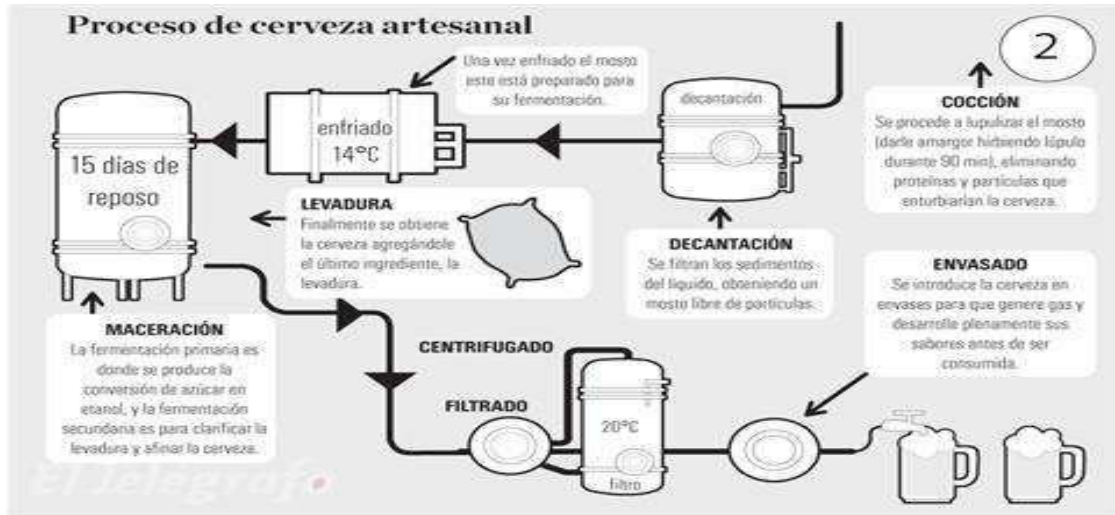 Proceso de cerveza artesanal
2
Una vez enfriado el mosto
este está preparado para
su fermentación.
decantación
COCCIÓN
Se procede a lupulizar el mosto
(darle amargor hirbiendo lúpulo
durante 90 min), eliminando
proteínas y partículas que
enturbiarían la cerveza.
enfriado
14°C
15 días de
reposo
LEVADURA
Finalmente se obtiene
la cerveza agregándole
el último ingrediente, la
levadura.
DECANTACIÓN
Se filtran los sedimentos
del líquido, obteniendo un
mosto libre de partículas.
ENVASADO
Se introduce la cerveza en
envases para que genere gas y
desarrolle plenamente sus
sabores antes de ser
consumida.
MACERACIÓN
La fermentación primaria es
donde se produce la
conversión de azúcar en
etanol, y la fermentación
secundaria es para clarificar la
levadura y afinar la cerveza.
CENTRIFUGADO
FILTRADO
20°C
filtro
El Telégrafo